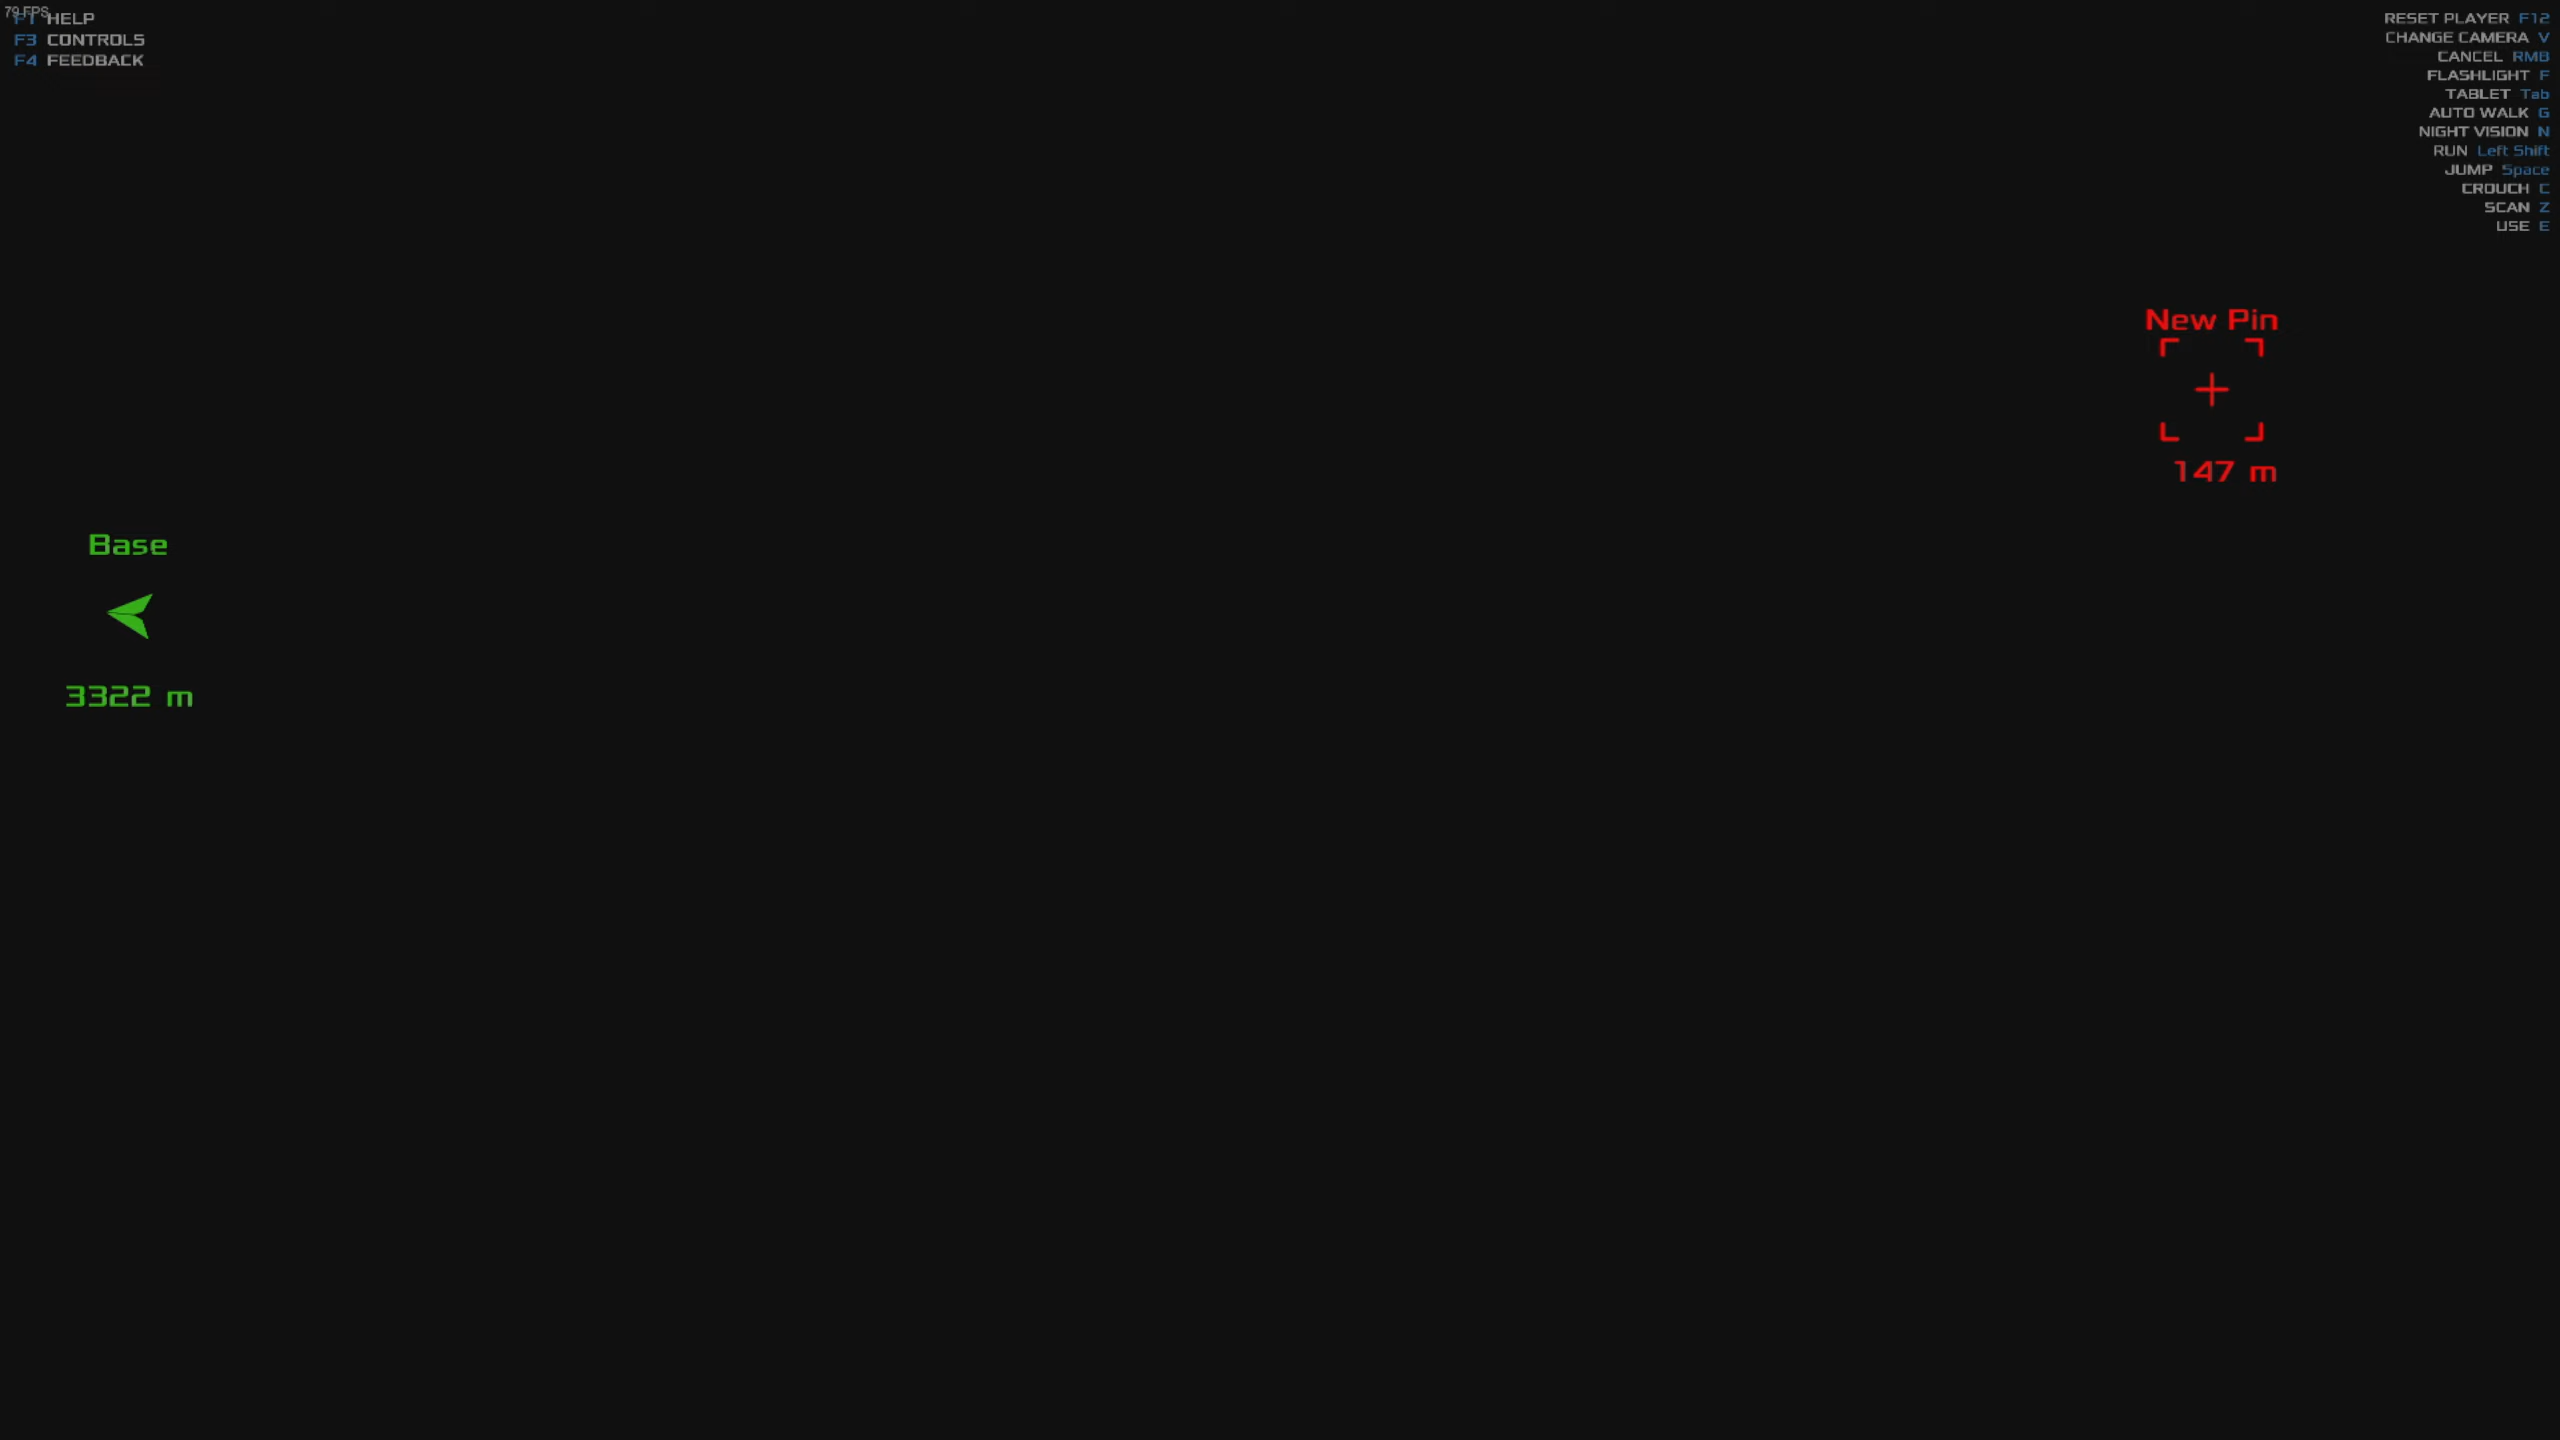 79 FPS
F1 HELP
F3 CONTROLS
F4 FEEDBACK
RESET PLAYER F12
CHANGE CAMERA V
CANCEL RMB
FLASHLIGHT F
TABLET Tab
AUTO WALK G
NIGHT VISION N
RUN Left Shift
JUMP Space
CROUCH C
SCAN Z
USE E
New Pin
147 m
Base
3322 m